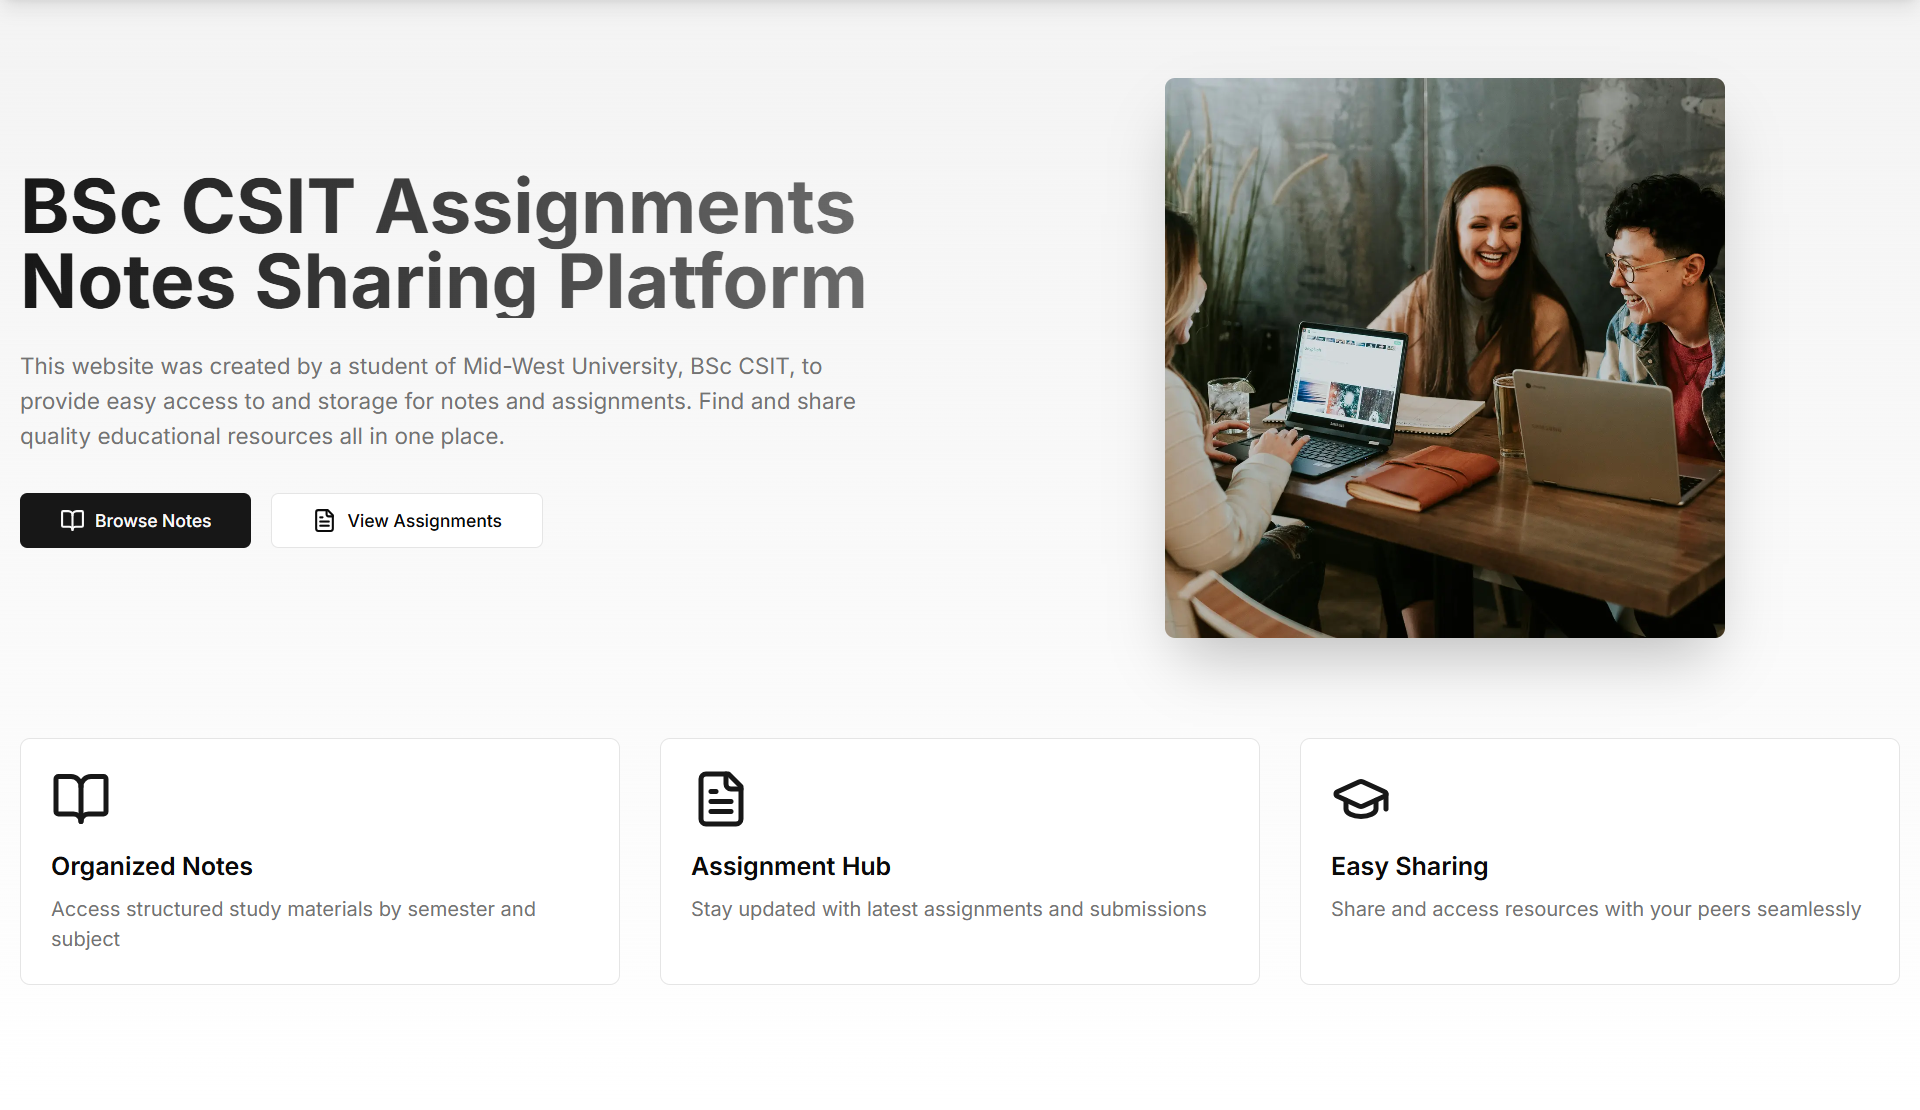 BSc CSIT Assignments
Notes Sharing Platform
This website was created by a student of Mid-West University, BSc CSIT, to
provide easy access to and storage for notes and assignments. Find and share
quality educational resources all in one place.
Browse Notes
View Assignments
Organized Notes
Access structured study materials by semester and
subject
Assignment Hub
Stay updated with latest assignments and submissions
Easy Sharing
Share and access resources with your peers seamlessly